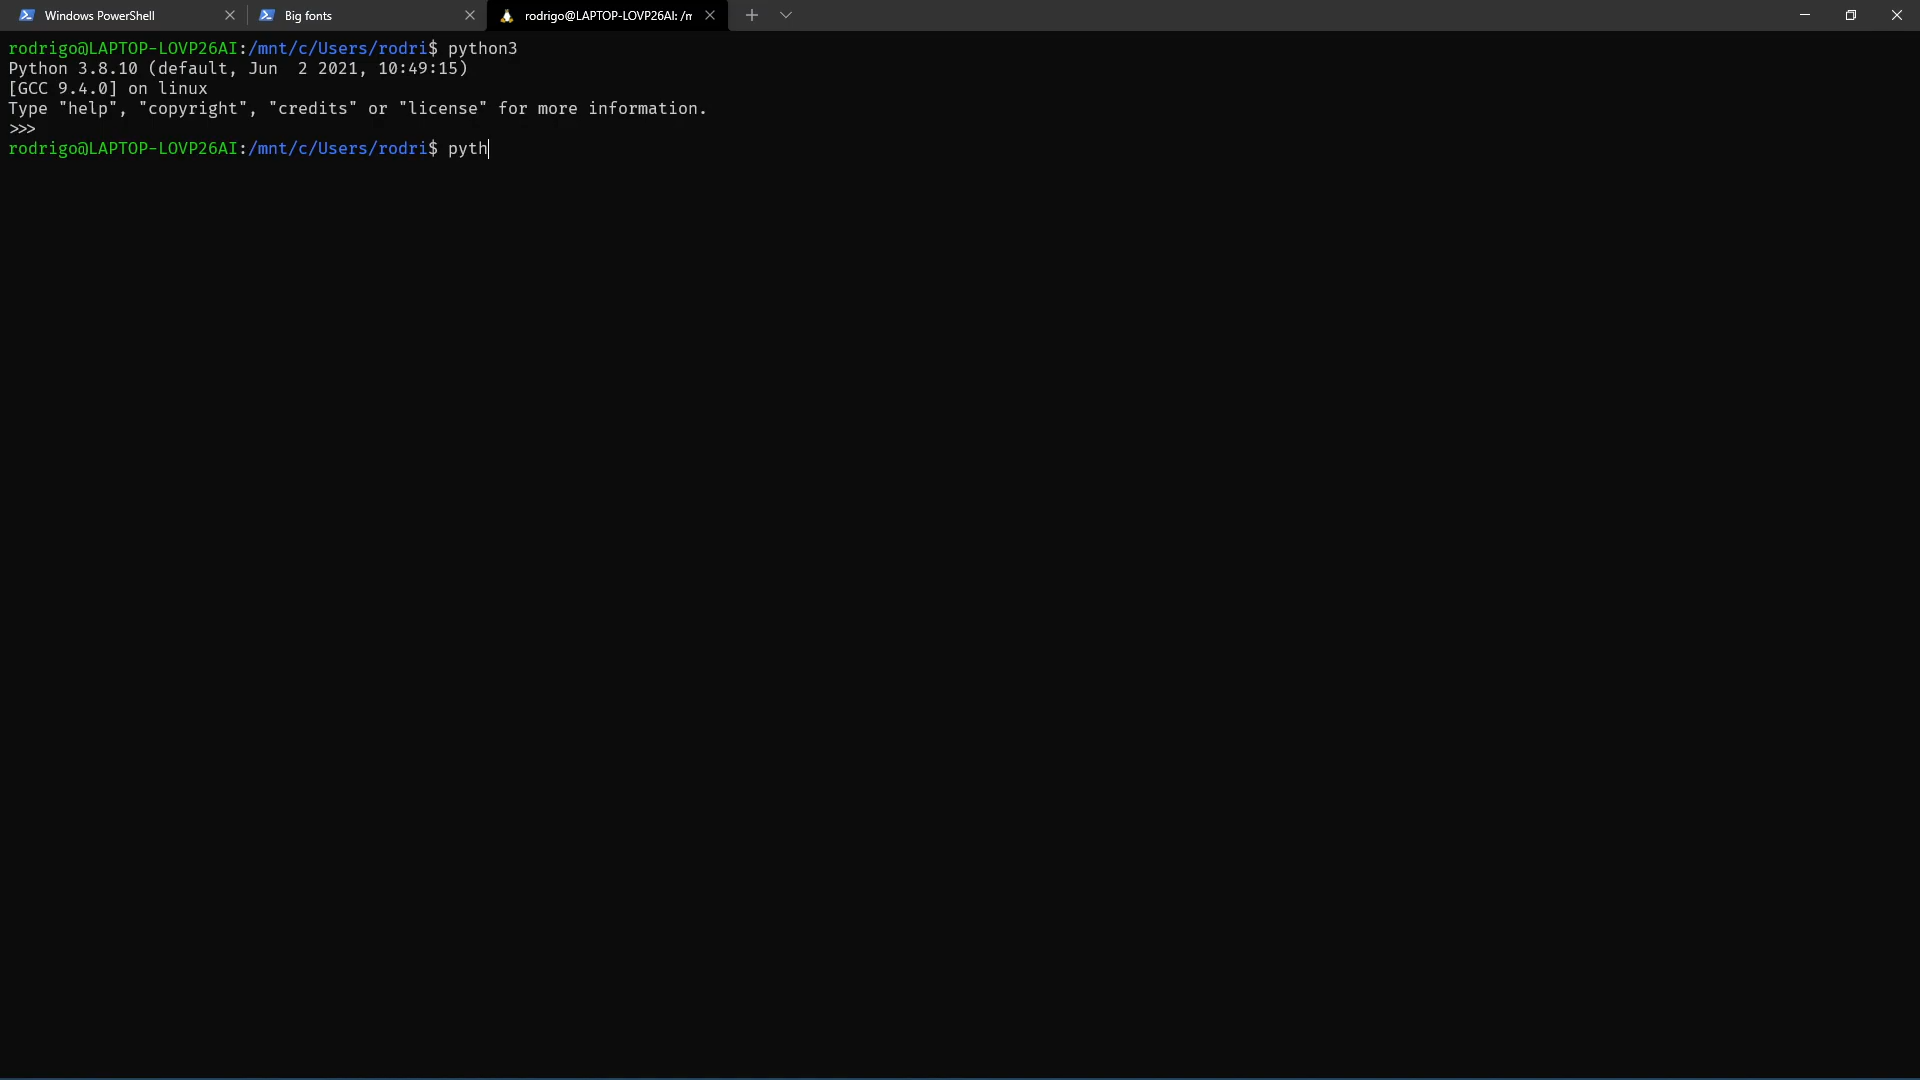 Windows PowerShell
Big fonts
rodrigo@LAPTOP-LOVP26AI: /m
rodrigo@LAPTOP-LOVP26AI:/mnt/c/Users/rodri$ python3
Python 3.8.10 (default, Jun  2 2021, 10:49:15)
[GCC 9.4.0] on linux
Type "help", "copyright", "credits" or "license" for more information.
>>>
rodrigo@LAPTOP-LOVP26AI:/mnt/c/Users/rodri$ pyth